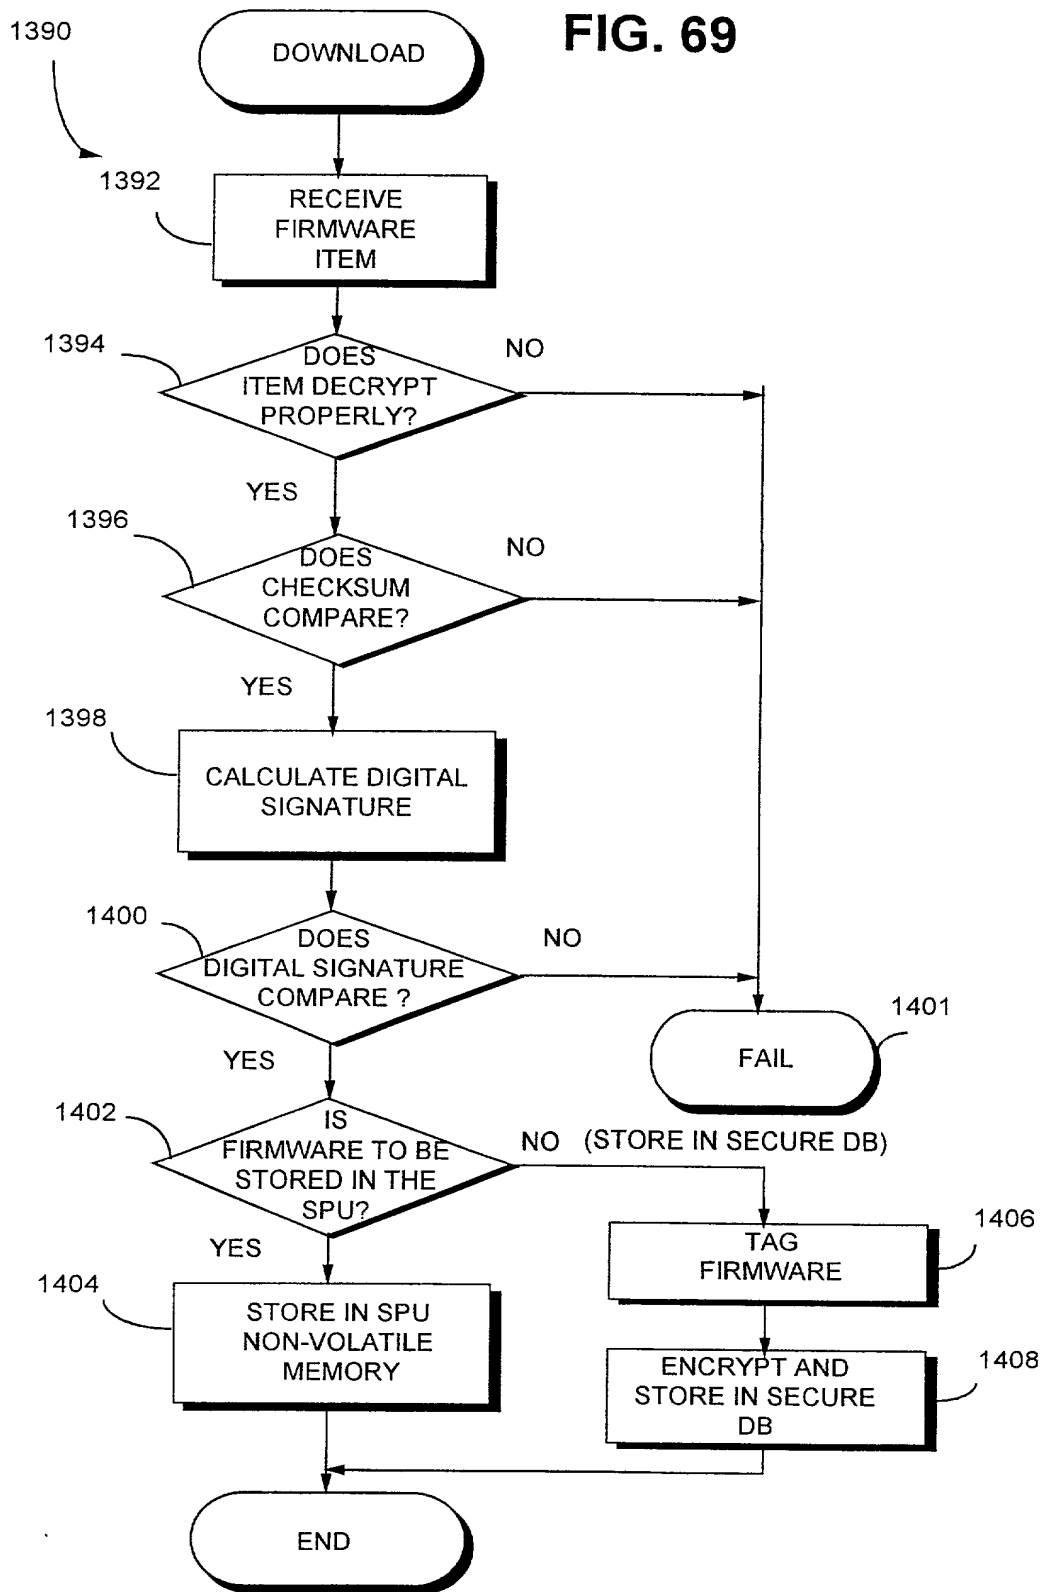 1390
DOWNLOAD
FIG. 69
1392
RECEIVE
FIRMWARE
ITEM
1394
DOES
ITEM DECRYPT
PROPERLY?
NO
YES
1396
DOES
CHECKSUM
COMPARE?
NO
YES
1398
CALCULATE DIGITAL
SIGNATURE
1400
DOES
DIGITAL SIGNATURE
COMPARE ?
NO
YES
1401
FAIL
1402
IS
FIRMWARE TO BE
STORED IN THE
SPU?
NO (STORE IN SECURE DB)
YES
1404
STORE IN SPU
NON-VOLATILE
MEMORY
1406
TAG
FIRMWARE
1408
ENCRYPT AND
STORE IN SECURE
DB
END